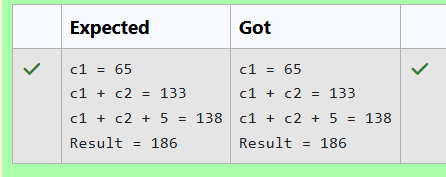 Expected Got
c1 = 65 c1 = 65
c1 + c2 = 133 c1 + c2 = 133
c1 + c2 + 5 = 138 c1 + c2 + 5 = 138
Result = 186 Result = 186